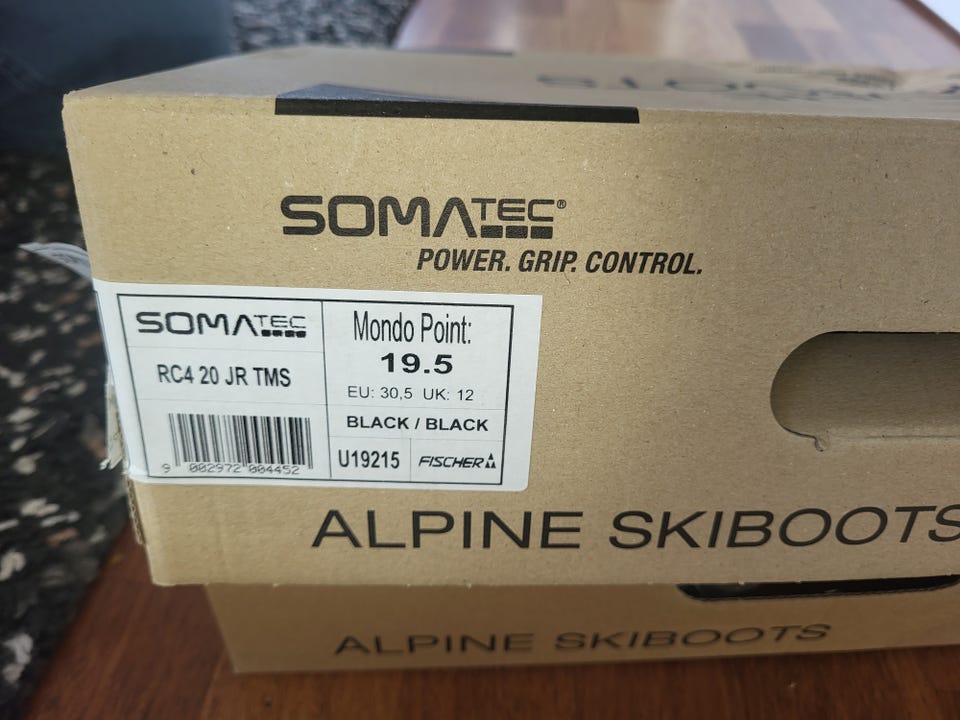 SOMATEC®
POWER. GRIP. CONTROL.
SOMATEC
RC4 20 JR TMS
9 002972 004452
Mondo Point:
19.5
EU: 30,5 UK: 12
BLACK / BLACK
U19215 FISCHER
ALPINE SKIBOOTS
ALPINE SKIBOOTS